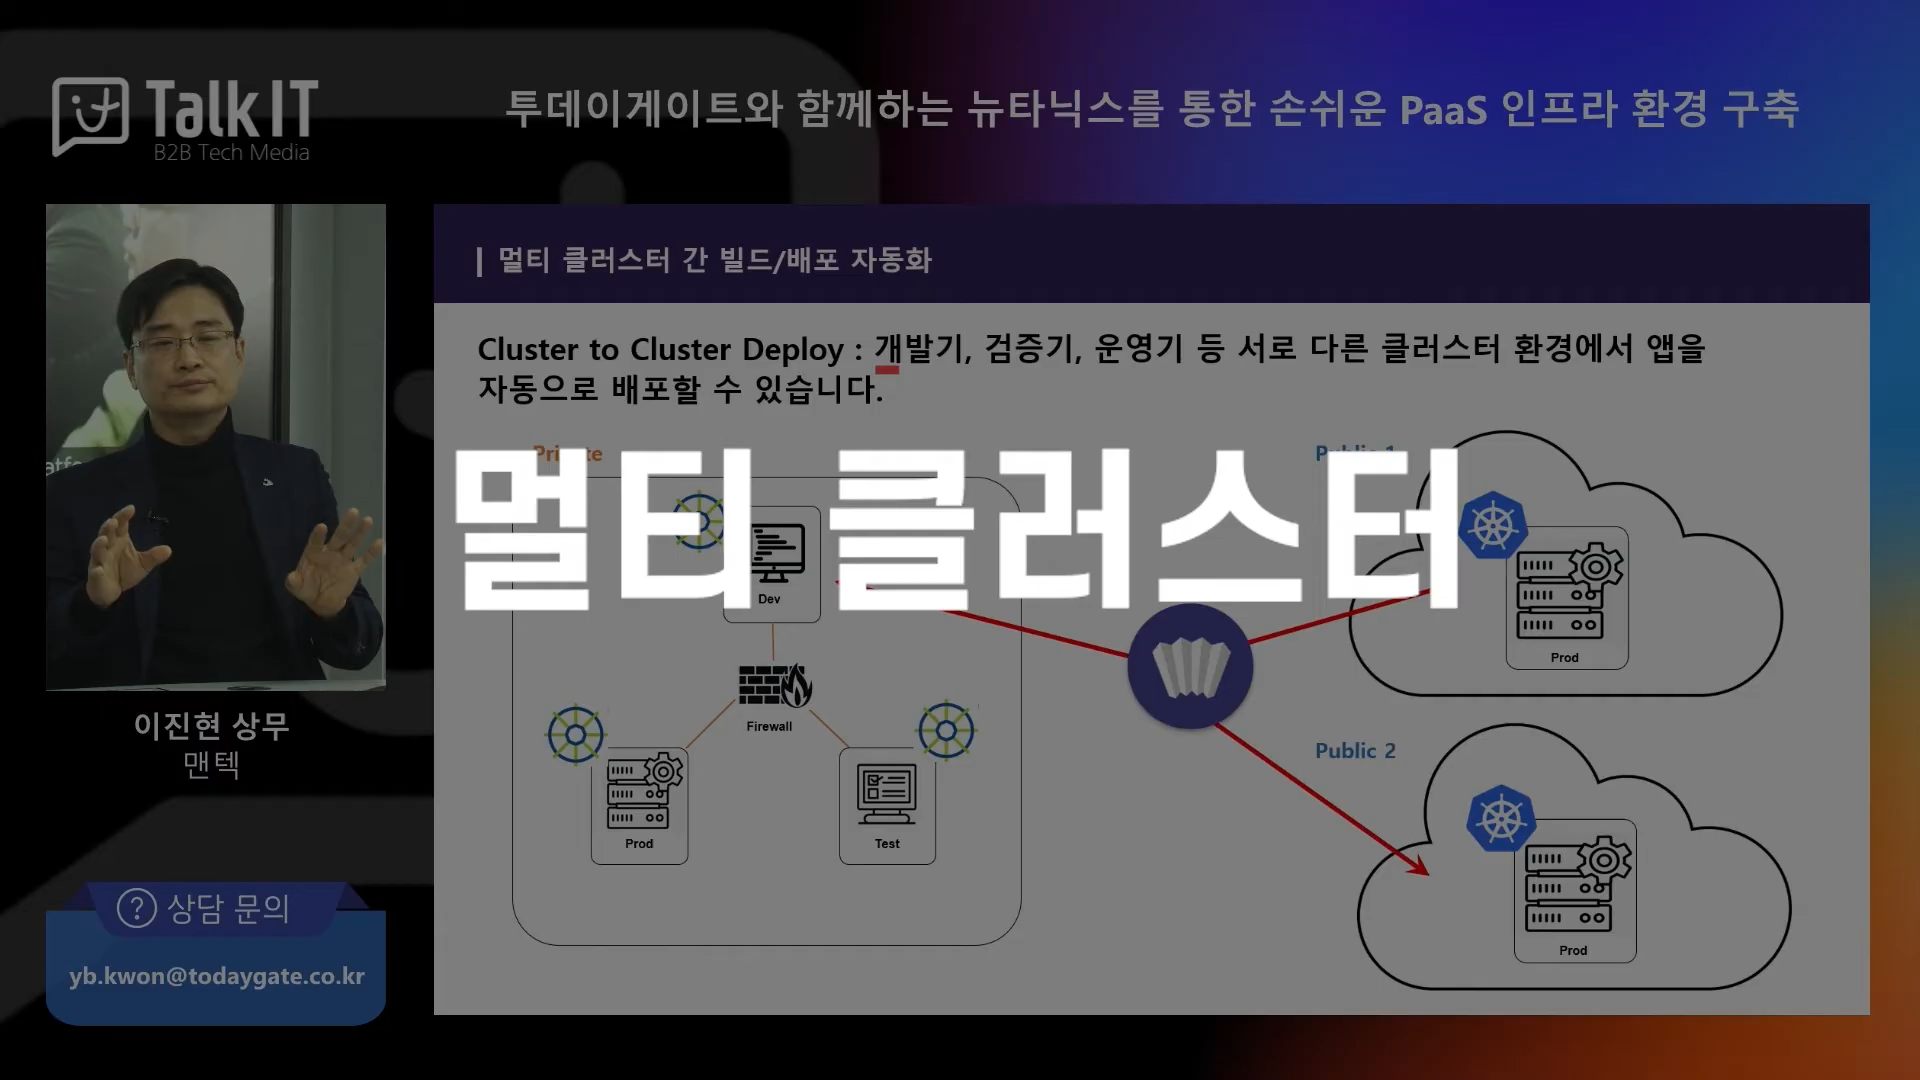 Talk IT
B2B Tech Media
투데이게이트와 함께하는 뉴타닉스를 통한 손쉬운 PaaS 인프라 환경 구축
| 멀티 클러스터 간 빌드/배포 자동화
Cluster to Cluster Deploy : 개발기, 검증기, 운영기 등 서로 다른 클러스터 환경에서 앱을
자동으로 배포할 수 있습니다.
멀티 클러스터
Private
Dev
Firewall
Prod
Test
Public 1
Prod
Public 2
Prod
이진현 상무
맨텍
? 상담 문의
yb.kwon@todaygate.co.kr